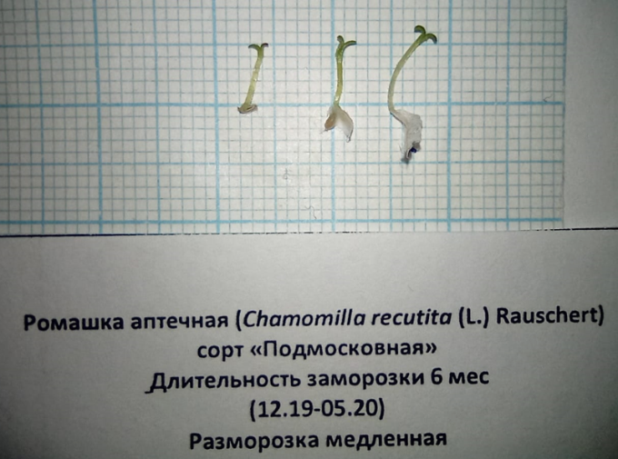 Ромашка аптечная (Chamomilla recutita (L.) Rauschert)
сорт «Подмосковная»
Длительность заморозки 6 мес
(12.19-05.20)
Разморозка медленная